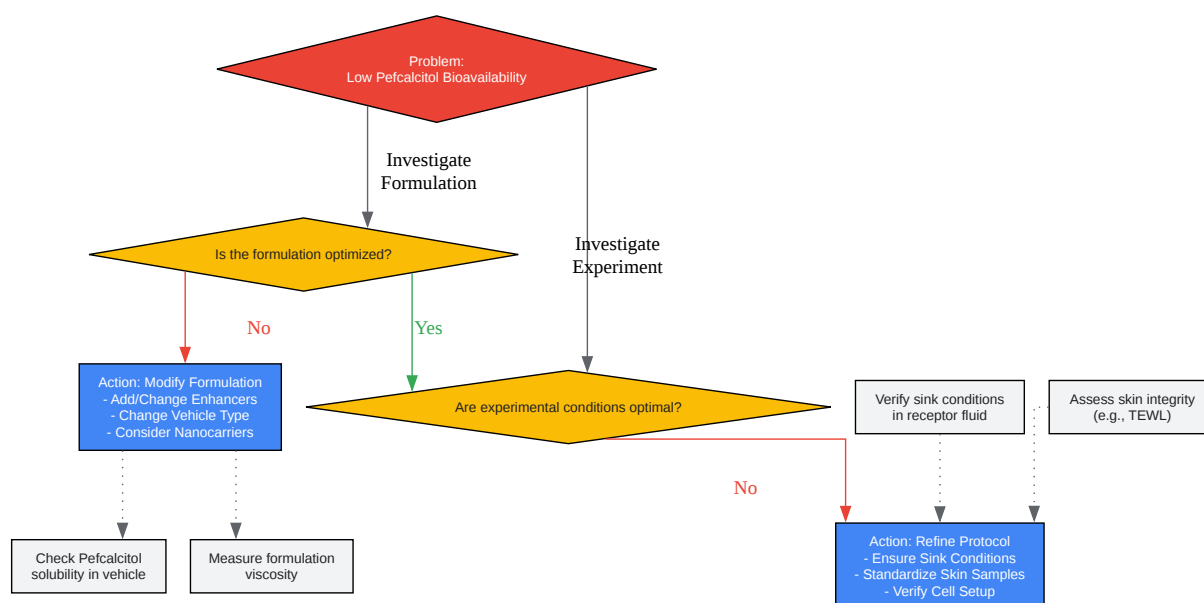 Problem:
Low Pefcalcitol Bioavailability
Investigate
Formulation
Is the formulation optimized?
Investigate
Experiment
No
Yes
Action: Modify Formulation
- Add/Change Enhancers
- Change Vehicle Type
- Consider Nanocarriers
Are experimental conditions optimal?
Verify sink conditions
in receptor fluid
Assess skin integrity
(e.g., TEWL)
No
Check Pefcalcitol
solubility in vehicle
Measure formulation
viscosity
Action: Refine Protocol
- Ensure Sink Conditions
- Standardize Skin Samples
- Verify Cell Setup